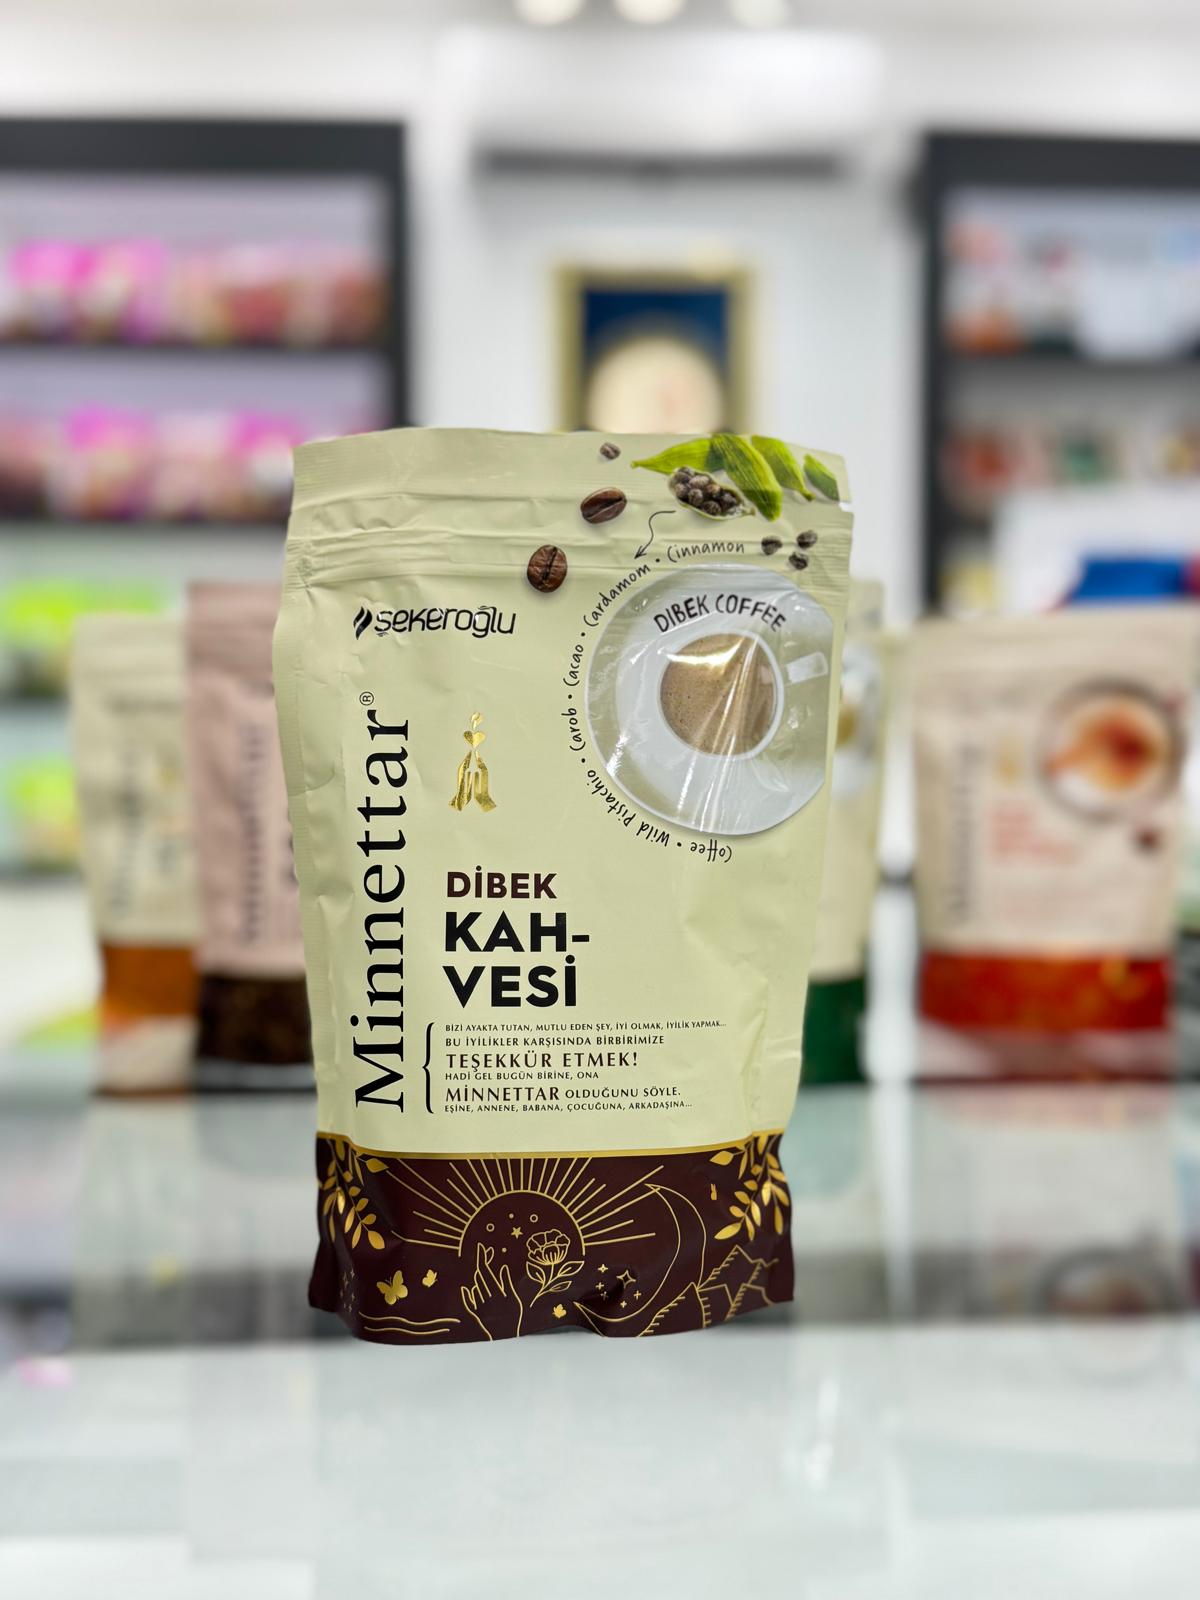 Cardamom • Cinnamon
Coffee • Wild Pistachio • Carob • Cacao •
DIBEK COFFEE
şekeroğlu
Minnettar®
DİBEK
KAH-
VESİ
BİZİ AYAKTA TUTAN, MUTLU EDEN ŞEY, İYİ OLMAK, İYİLİK YAPMAK...
BU İYİLİKLER KARŞISINDA BİRBİRİMİZE
TEŞEKKÜR ETMEK!
HADİ GEL BUGÜN BİRİNE, ONA
MİNNETTAR OLDUĞUNU SÖYLE.
EŞİNE, ANNENE, BABANA, ÇOCUĞUNA, ARKADAŞINA...